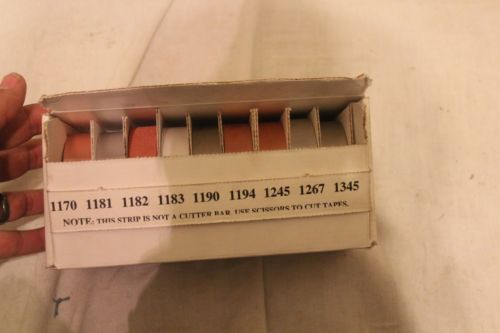 1170 1181 1182 1183 1190 1194 1245 1267 1345
NOTE: THIS STRIP IS NOT A CUTTER BAR. USE SCISSORS TO CUT TAPES.